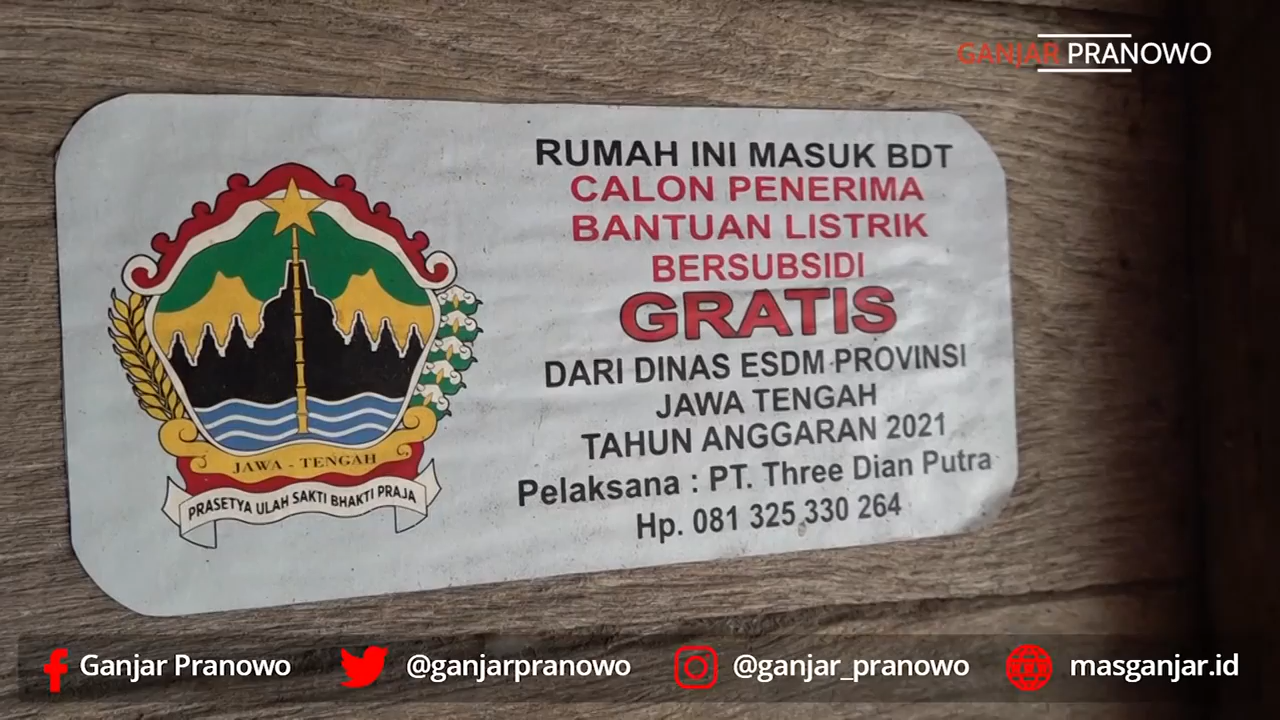 GANJAR PRANOWO
RUMAH INI MASUK BDT
CALON PENERIMA
BANTUAN LISTRIK
BERSUBSIDI
GRATIS
DARI DINAS ESDM PROVINSI
JAWA TENGAH
TAHUN ANGGARAN 2021
Pelaksana : PT. Three Dian Putra
Hp. 081 325 330 264
JAWA - TENGAH
PRASETYA ULAH SAKTI BHAKTI PRAJA
Ganjar Pranowo
@ganjarpranowo
@ganjar_pranowo
masganjar.id